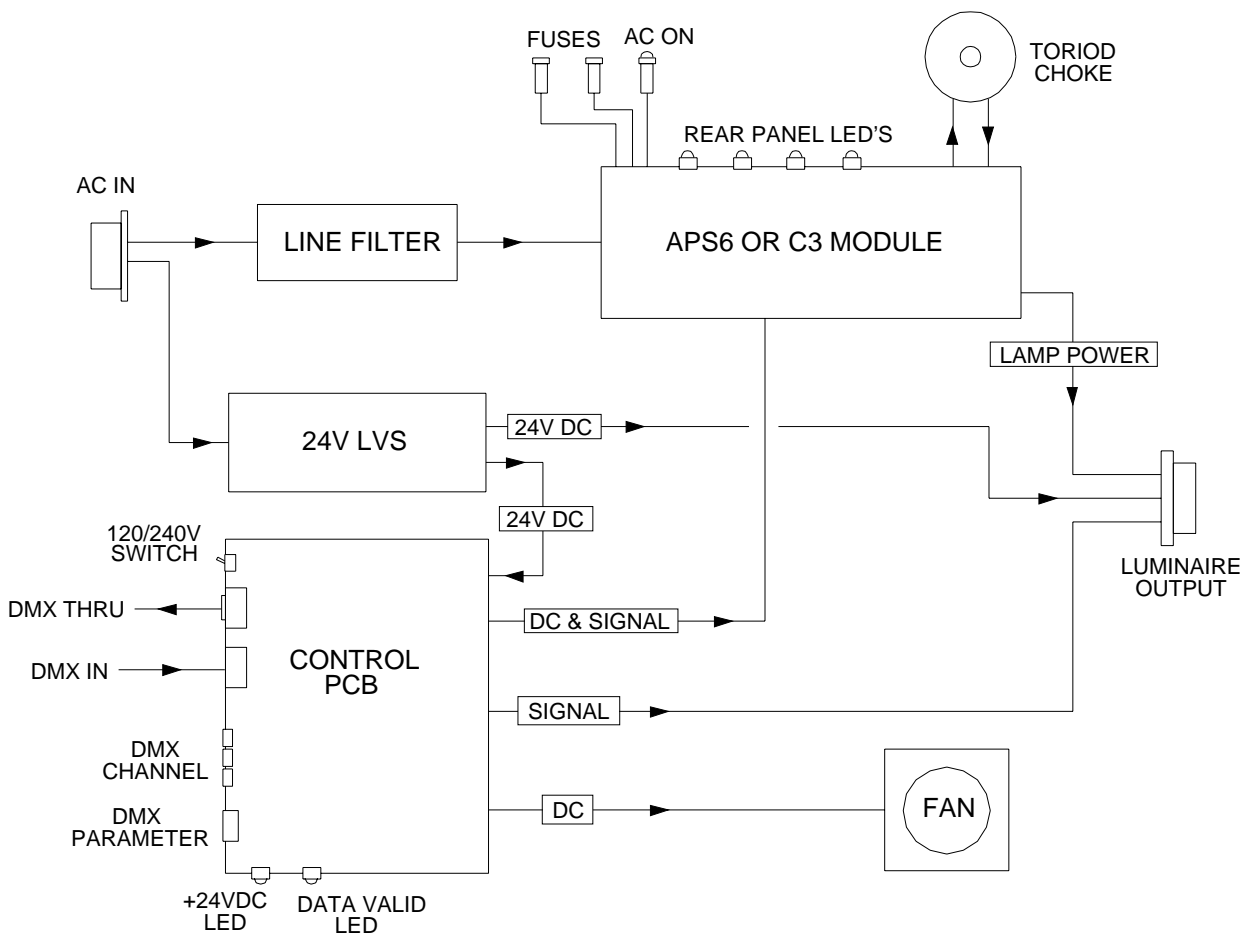 FUSES
AC ON
TORIOD
CHOKE
REAR PANEL LED'S
AC IN
LINE FILTER
APS6 OR C3 MODULE
LAMP POWER
24V LVS
24V DC
24V DC
120/240V
SWITCH
LUMINAIRE
OUTPUT
DMX THRU
DC & SIGNAL
DMX IN
CONTROL
PCB
SIGNAL
DMX
CHANNEL
DC
FAN
DMX
PARAMETER
+24VDC
LED
DATA VALID
LED